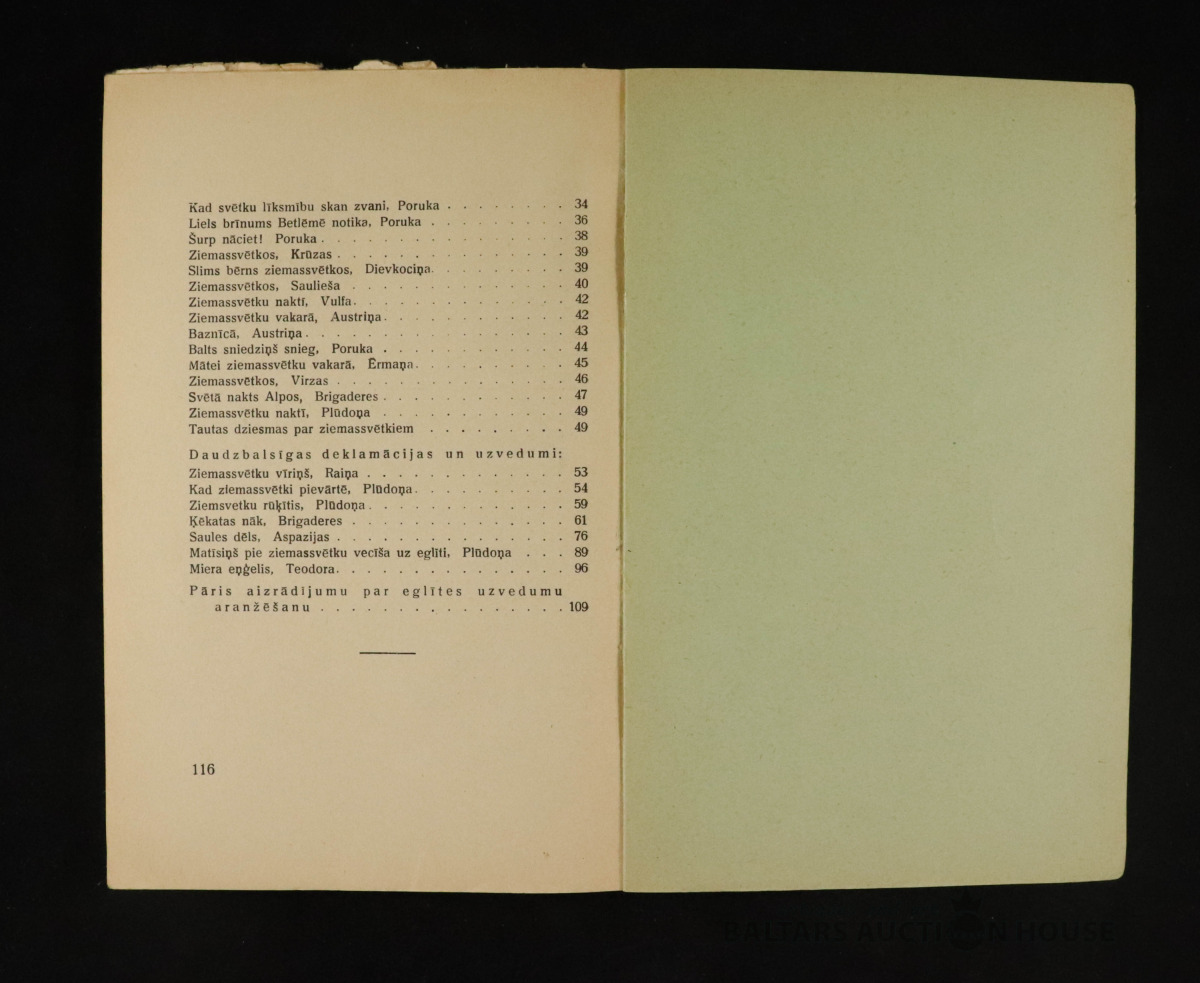 Kad svētku līksmību skan zvani, Poruka . . . . . . . . 34
Liels brīnums Betlēmē notika, Poruka . . . . . . . . . 36
Šurp nāciet! Poruka . . . . . . . . . . . . . . . . 38
Ziemassvētkos, Krūzas . . . . . . . . . . . . . . . 39
Slims bērns ziemassvētkos, Dievkociņa . . . . . . . . . 39
Ziemassvētkos, Saulieša . . . . . . . . . . . . . . 40
Ziemassvētku naktī, Vulfa . . . . . . . . . . . . . . 42
Ziemassvētku vakarā, Austriņa . . . . . . . . . . . . 42
Baznīcā, Austriņa . . . . . . . . . . . . . . . . . 43
Balts sniedziņš snieg, Poruka . . . . . . . . . . . . 44
Mātei ziemassvētku vakarā, Ērmaņa . . . . . . . . . . 45
Ziemassvētkos, Virzas . . . . . . . . . . . . . . . 46
Svētā nakts Alpos, Brigaderes . . . . . . . . . . . . 47
Ziemassvētku naktī, Plūdoņa . . . . . . . . . . . . 49
Tautas dziesmas par ziemassvētkiem . . . . . . . . . 49
Daudzbalsīgas deklamācijas un uzvedumi:
Ziemassvētku vīriņš, Raiņa . . . . . . . . . . . . . 53
Kad ziemassvētki pievārtē, Plūdoņa . . . . . . . . . . 54
Ziemsvetku rūķītis, Plūdoņa . . . . . . . . . . . . . 59
Ķēkatas nāk, Brigaderes . . . . . . . . . . . . . . 61
Saules dēls, Aspazijas . . . . . . . . . . . . . . . 76
Matīsiņš pie ziemassvētku vecīša uz eglīti, Plūdoņa . . . 89
Miera eņģelis, Teodora . . . . . . . . . . . . . . . 96
Pāris aizrādījumu par eglītes uzvedumu
aranžēšanu . . . . . . . . . . . . . . . . 109
116
BALTARS AUCTION HOUSE